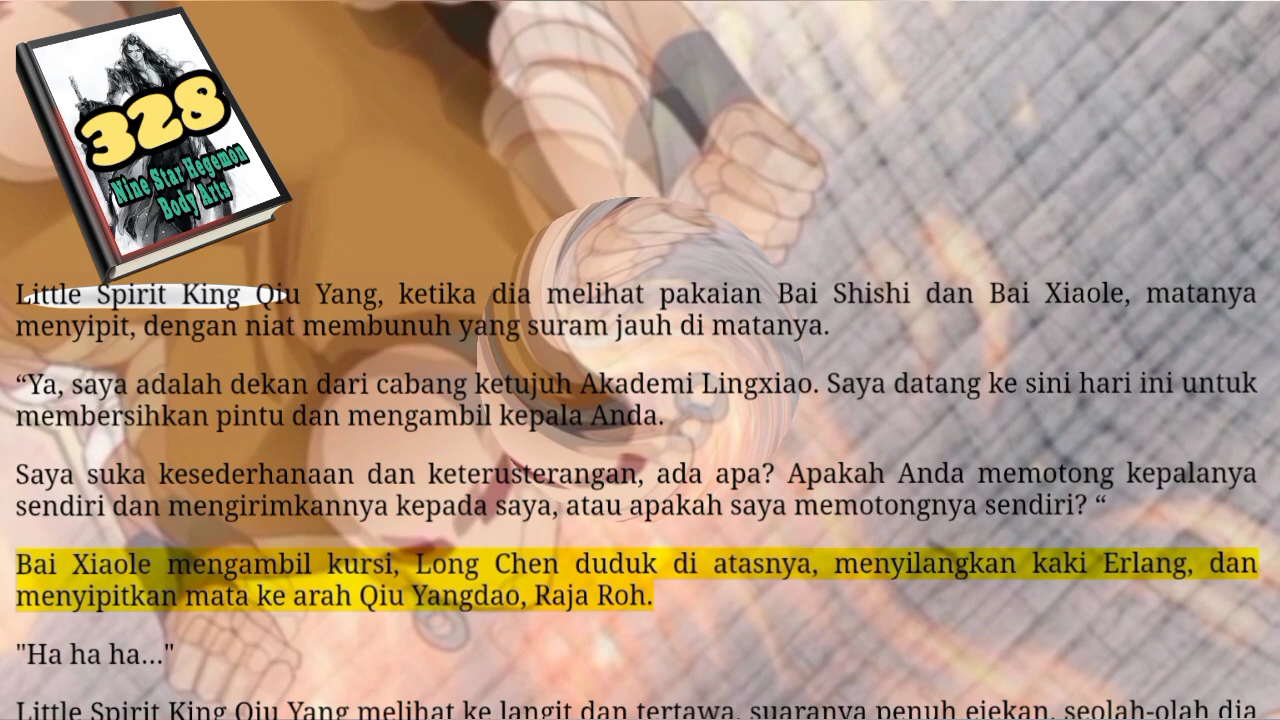 328
Nine Star Hegemon
Body Arts
Little Spirit King Qiu Yang, ketika dia melihat pakaian Bai Shishi dan Bai Xiaole, matanya
menyipit, dengan niat membunuh yang suram jauh di matanya.
“Ya, saya adalah dekan dari cabang ketujuh Akademi Lingxiao. Saya datang ke sini hari ini untuk
membersihkan pintu dan mengambil kepala Anda.
Saya suka kesederhanaan dan keterusterangan, ada apa? Apakah Anda memotong kepalanya
sendiri dan mengirimkannya kepada saya, atau apakah saya memotongnya sendiri? “
Bai Xiaole mengambil kursi, Long Chen duduk di atasnya, menyilangkan kaki Erlang, dan
menyipitkan mata ke arah Qiu Yangdao, Raja Roh.
"Ha ha ha..."
Little Spirit King Qiu Yang melihat ke langit dan tertawa, suaranya penuh ejekan, seolah-olah dia